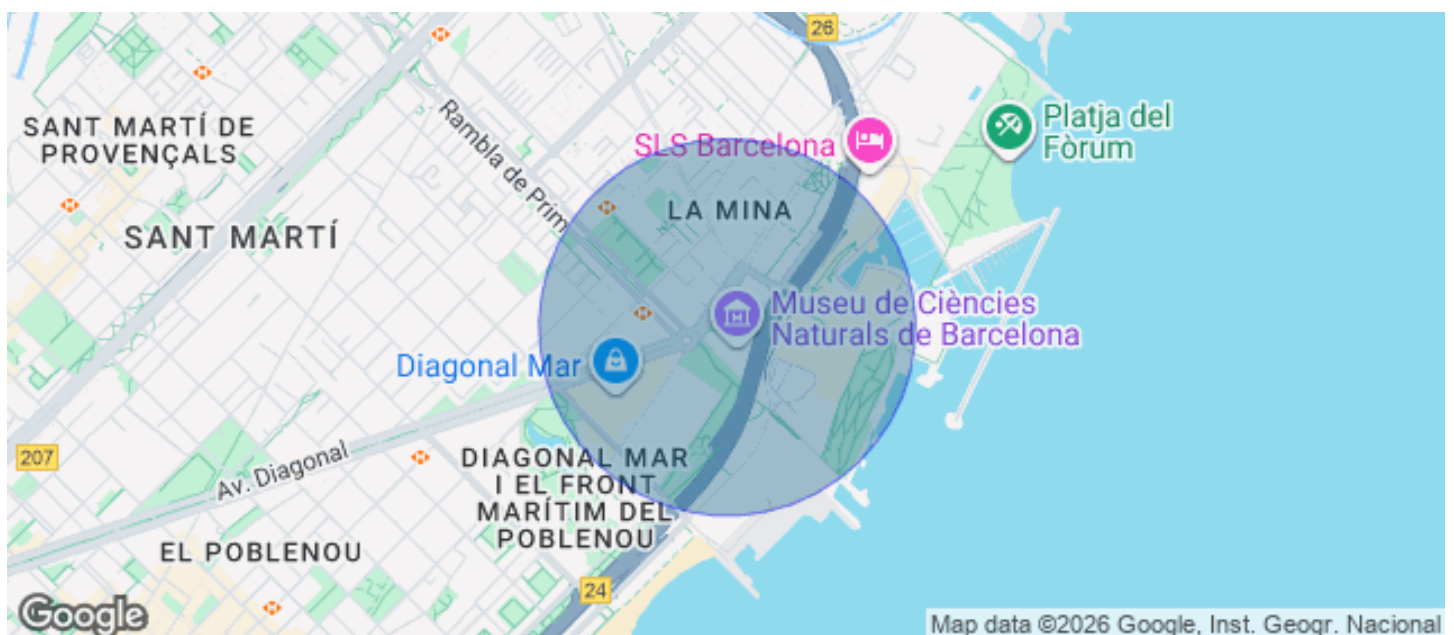 26
SANT MARTÍ DE
PROVENÇALS
Rambla de Prim
SLS Barcelona
Platja del
Fòrum
LA MINA
SANT MARTÍ
Museu de Ciències
Naturals de Barcelona
Diagonal Mar
207
Av. Diagonal
DIAGONAL MAR
I EL FRONT
MARÍTIM DEL
POBLENOU
EL POBLENOU
24
Google
Map data ©2026 Google, Inst. Geogr. Nacional